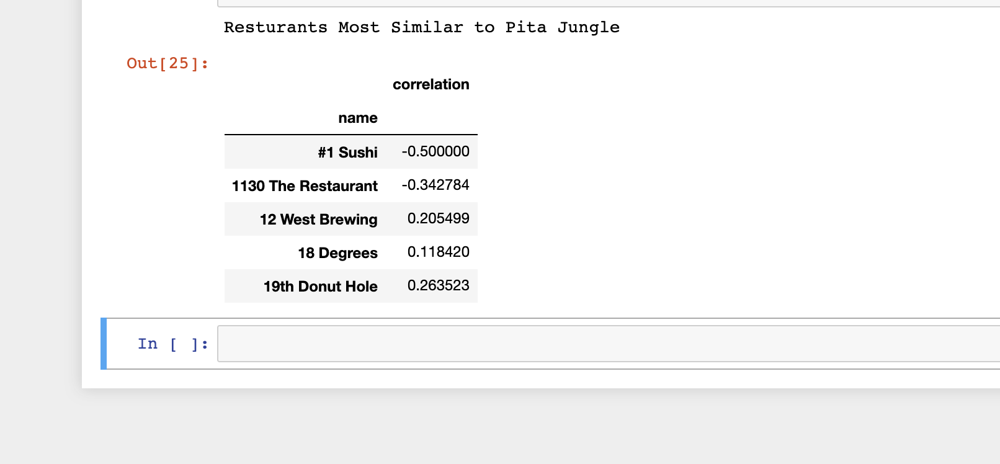 Resturants Most Similar to Pita Jungle
Out[25]:
correlation
name
#1 Sushi -0.500000
1130 The Restaurant -0.342784
12 West Brewing 0.205499
18 Degrees 0.118420
19th Donut Hole 0.263523
In [ ]: